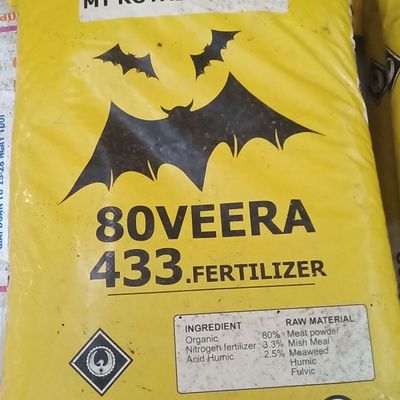 80VEERA
433.FERTILIZER
INGREDIENT RAW MATERIAL
Organic 80% Meat powder
Nitrogen fertilizer 3.3% Mish Meal
Acid Humic 2.5% Meaweed
Humic
Fulvic